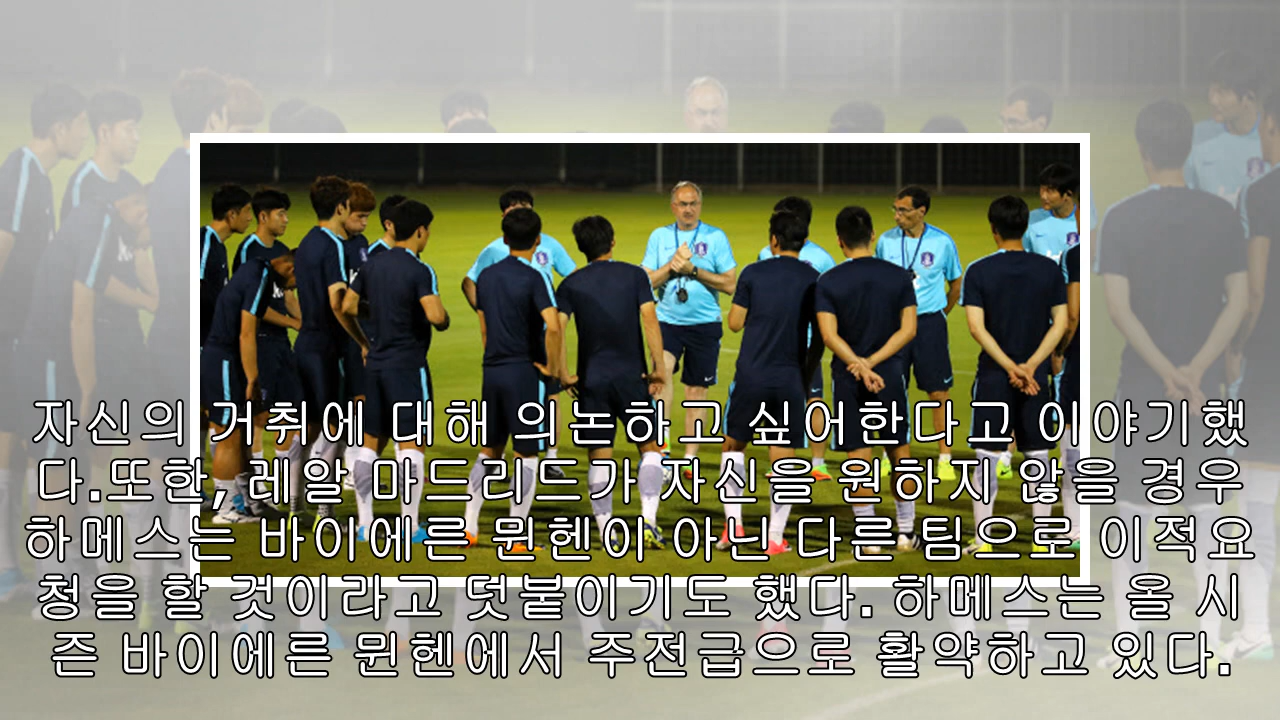 자신의 거취에 대해 의논하고 싶어한다고 이야기했
다.또한, 레알 마드리드가 자신을 원하지 않을 경우
하메스는 바이에른 뮌헨이 아닌 다른 팀으로 이적요
청을 할 것이라고 덧붙이기도 했다. 하메스는 올 시
즌 바이에른 뮌헨에서 주전급으로 활약하고 있다.